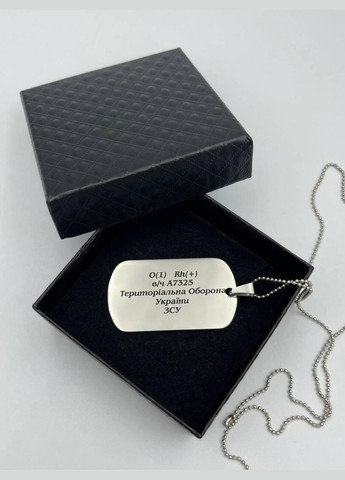 О(1) Rh(+)
в/ч А7325
Територіальна Оборона
України
ЗСУ